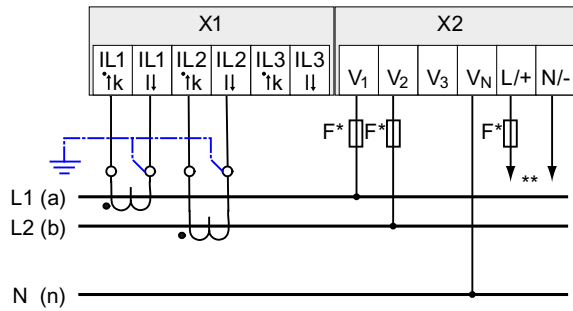 X1 X2
IL1 IL1 IL2 IL2 IL3 IL3 V1 V2 V3 VN L/+ N/-
↑k l↓ ↑k l↓ ↑k l↓
F* F* F*
**
L1 (a)
L2 (b)
N (n)